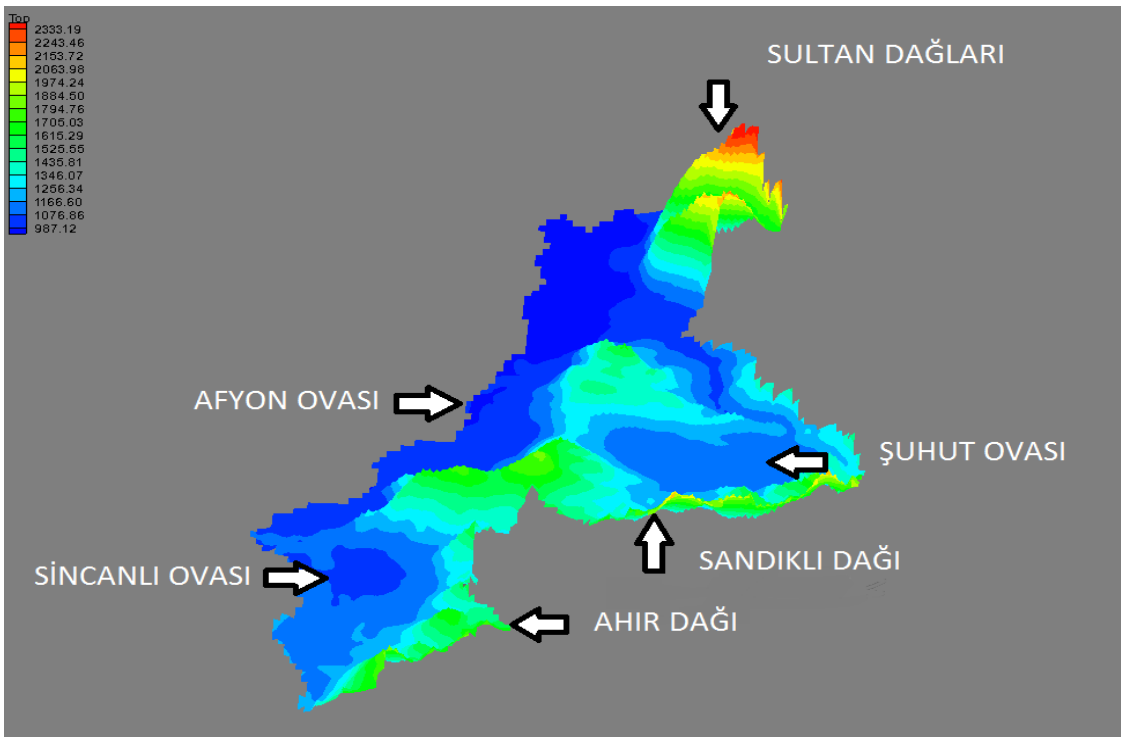 Top
2333.19
2243.46
2153.72
2063.98
1974.24
1884.50
1794.76
1705.03
1615.29
1525.55
1435.81
1346.07
1256.34
1166.60
1076.86
987.12
SULTAN DAĞLARI
AFYON OVASI
ŞUHUT OVASI
SANDIKLI DAĞI
SİNCANLI OVASI
AHIR DAĞI